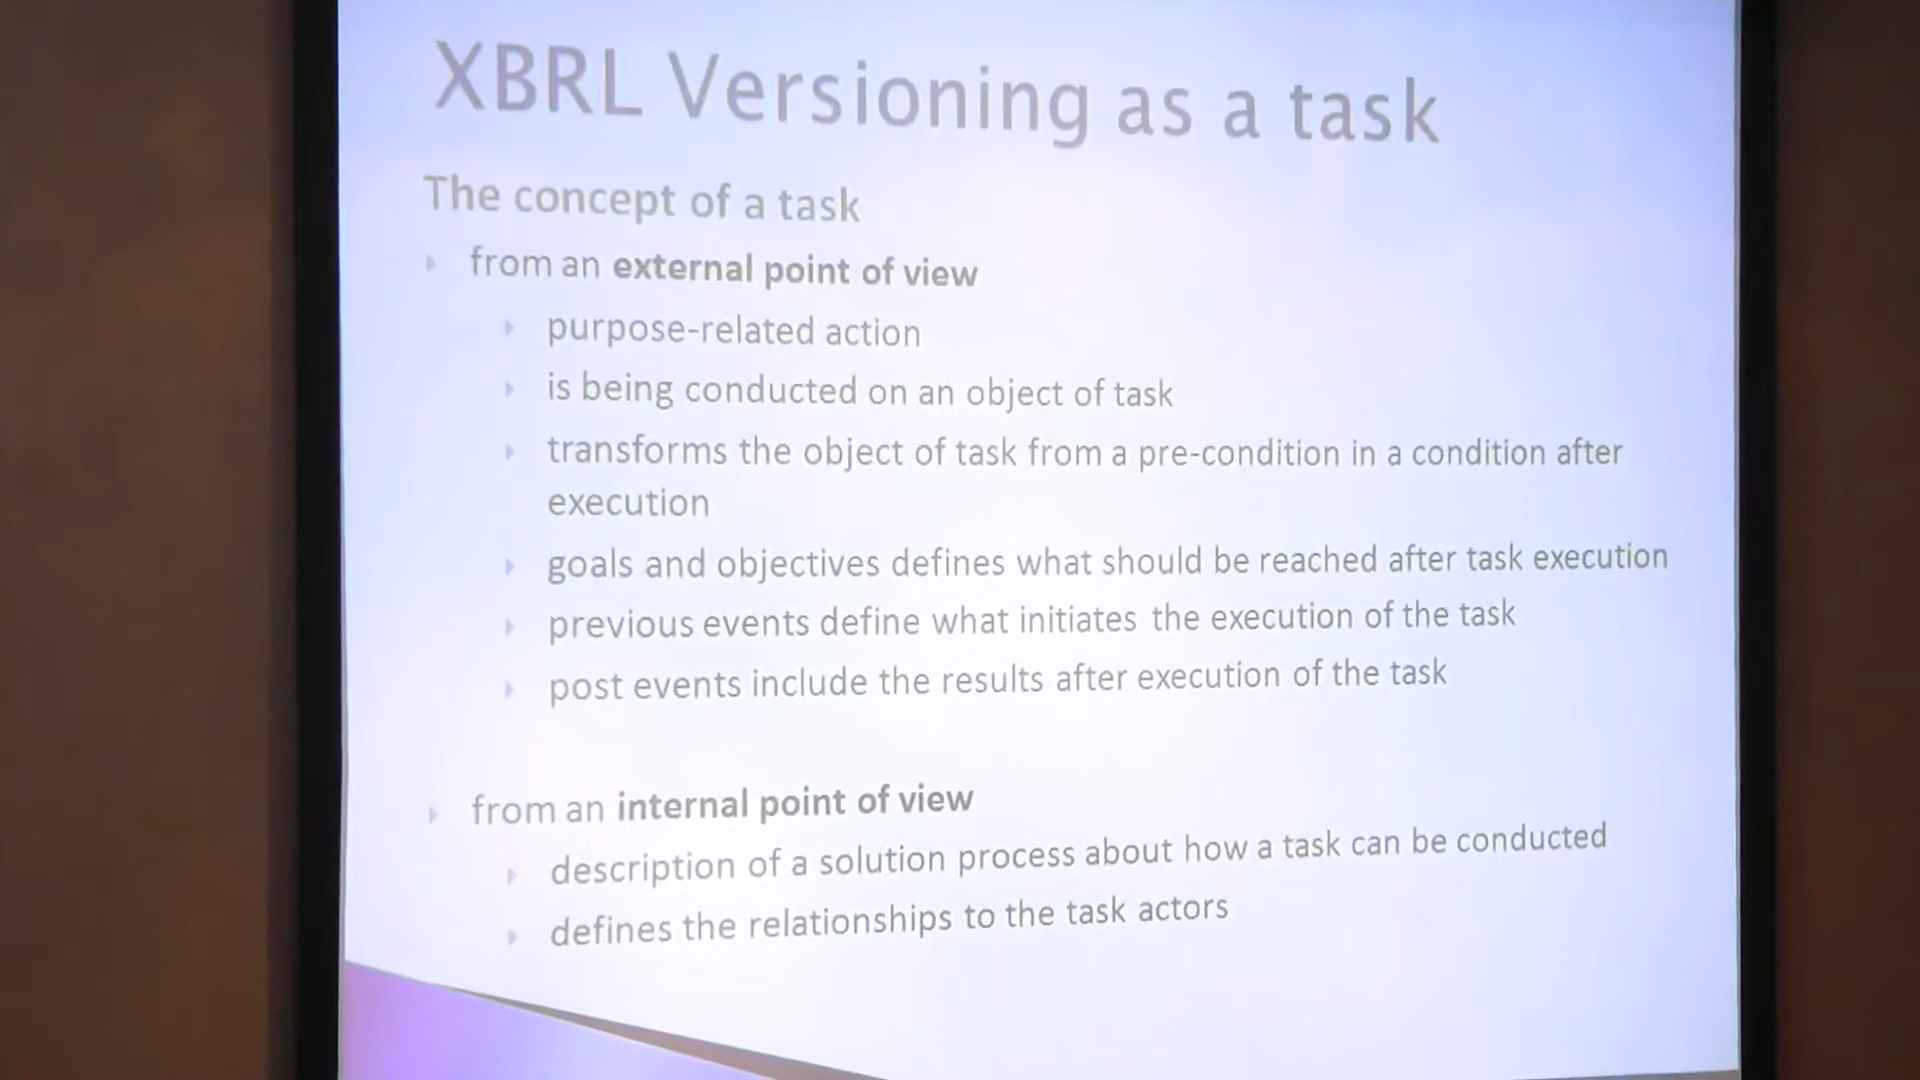 XBRL Versioning as a task
The concept of a task
from an external point of view
purpose-related action
is being conducted on an object of task
transforms the object of task from a pre-condition in a condition after
execution
goals and objectives defines what should be reached after task execution
previous events define what initiates the execution of the task
post events include the results after execution of the task
from an internal point of view
description of a solution process about how a task can be conducted
defines the relationships to the task actors